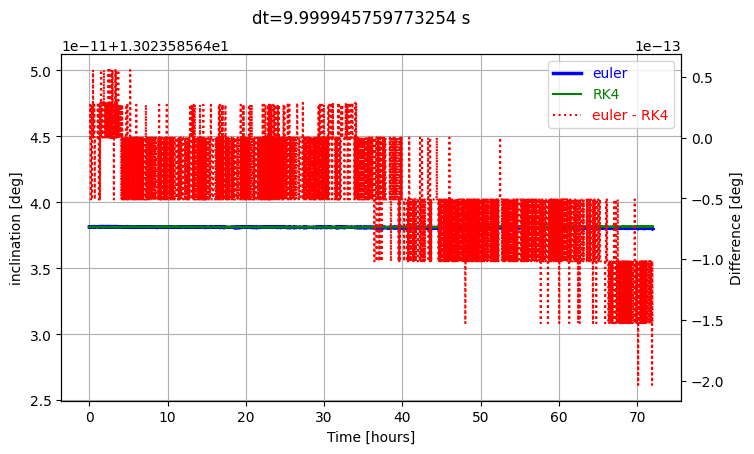 dt=9.999945759773254 s
1e−11+1.302358564e1
1e−13
5.0
4.5
4.0
3.5
3.0
2.5
inclination [deg]
euler
RK4
euler - RK4
0.5
0.0
−0.5
−1.0
−1.5
−2.0
Difference [deg]
0 10 20 30 40 50 60 70
Time [hours]